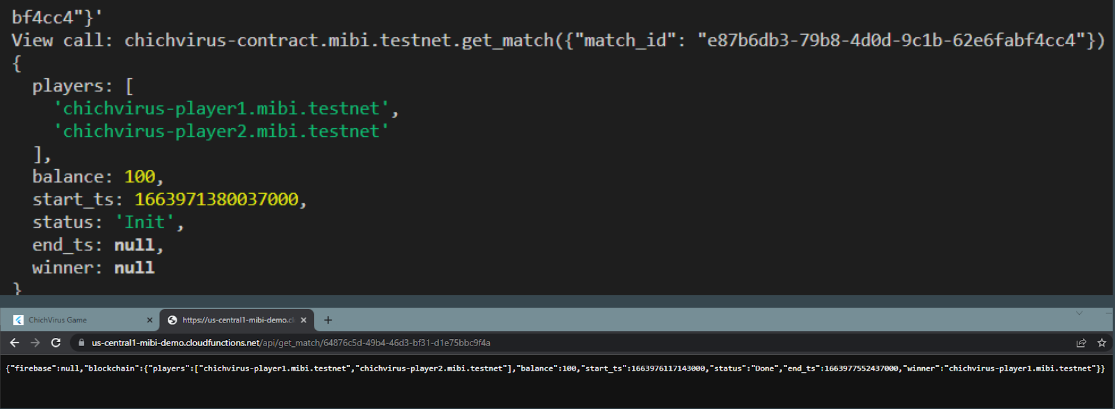 bf4cc4"}'
View call: chichvirus-contract.mibi.testnet.get_match({"match_id": "e87b6db3-79b8-4d0d-9c1b-62e6fabf4cc4"})
{
players: [
'chichvirus-player1.mibi.testnet',
'chichvirus-player2.mibi.testnet'
],
balance: 100,
start_ts: 1663971380037000,
status: 'Init',
end_ts: null,
winner: null
}
ChichVirus Game
https://us-central1-mibi-demo.cl
us-central1-mibi-demo.cloudfunctions.net/api/get_match/64876c5d-49b4-46d3-bf31-d1e75bbc9f4a
{"firebase":null,"blockchain":{"players":["chichvirus-player1.mibi.testnet","chichvirus-player2.mibi.testnet"],"balance":100,"start_ts":1663976117143000,"status":"Done","end_ts":1663977552437000,"winner":"chichvirus-player1.mibi.testnet"}}